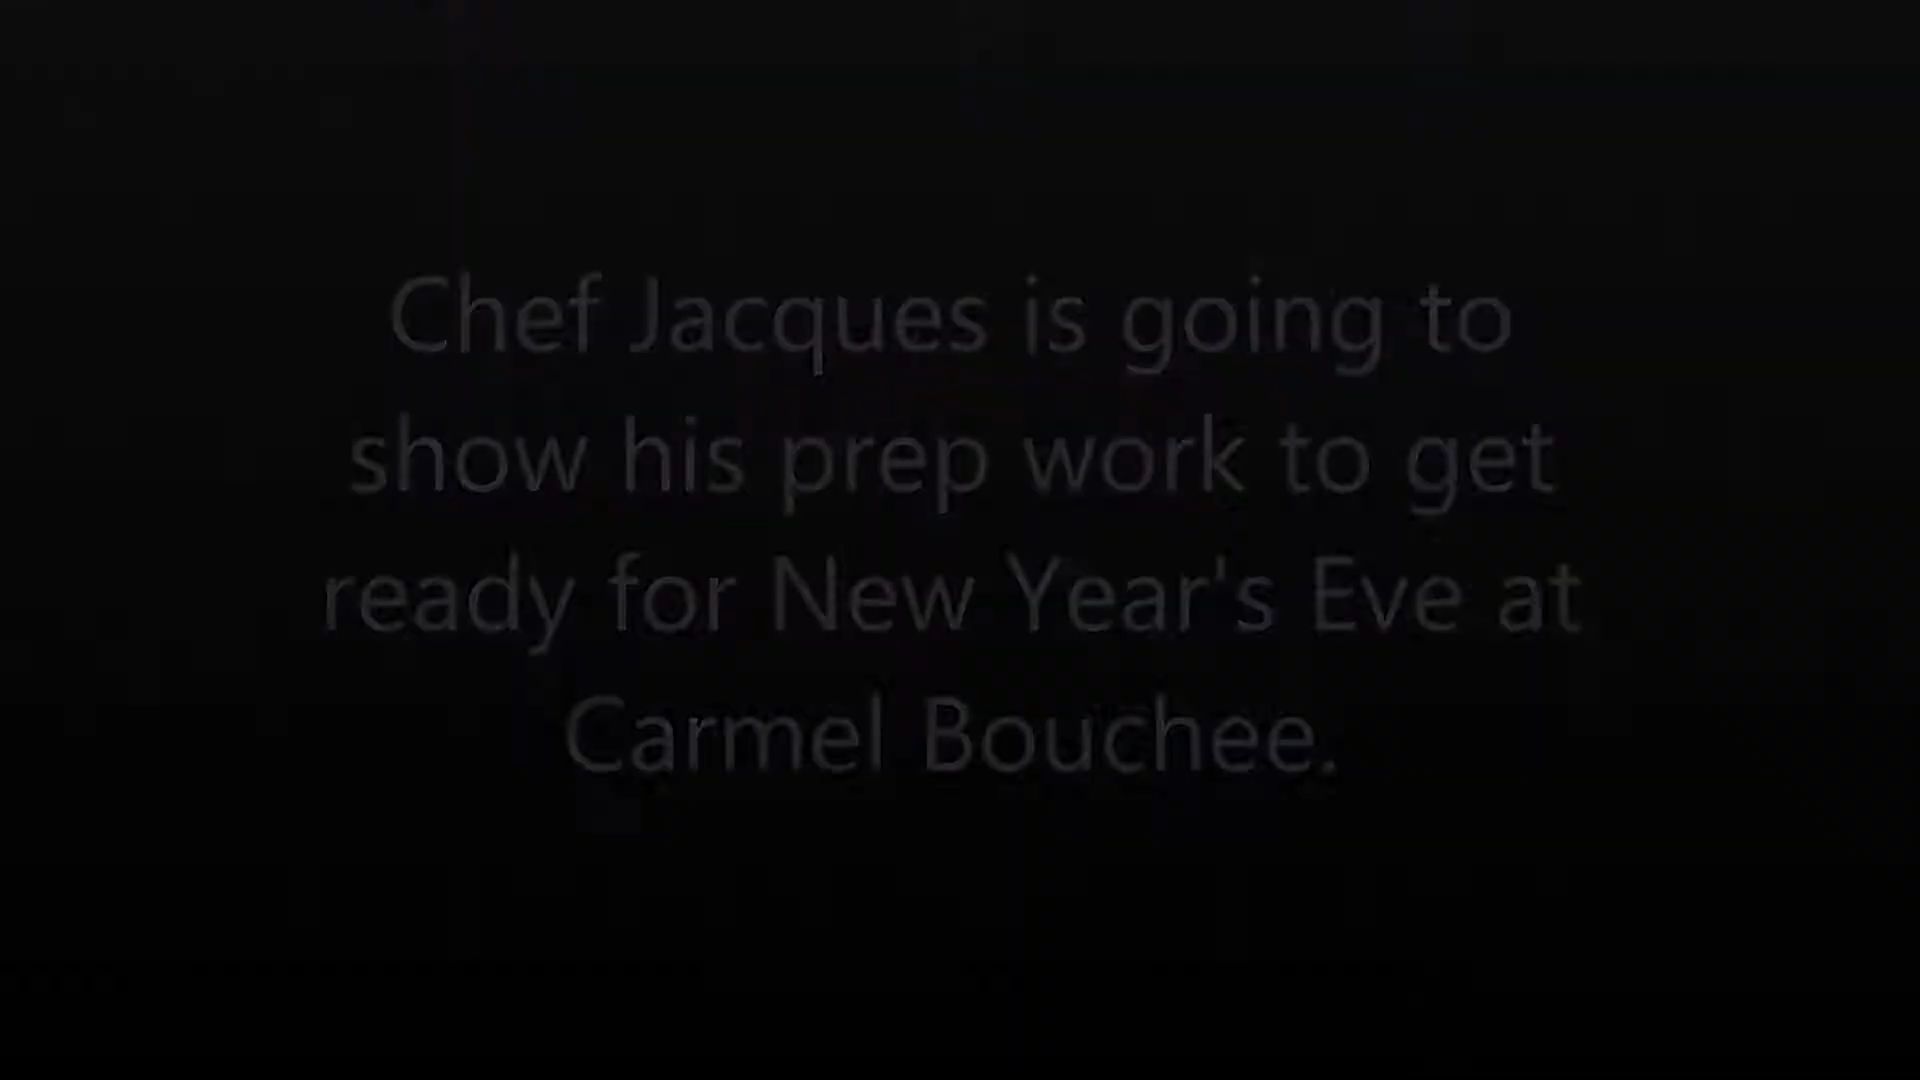 Chef Jacques is going to
show his prep work to get
ready for New Year's Eve at
Carmel Bouchee.